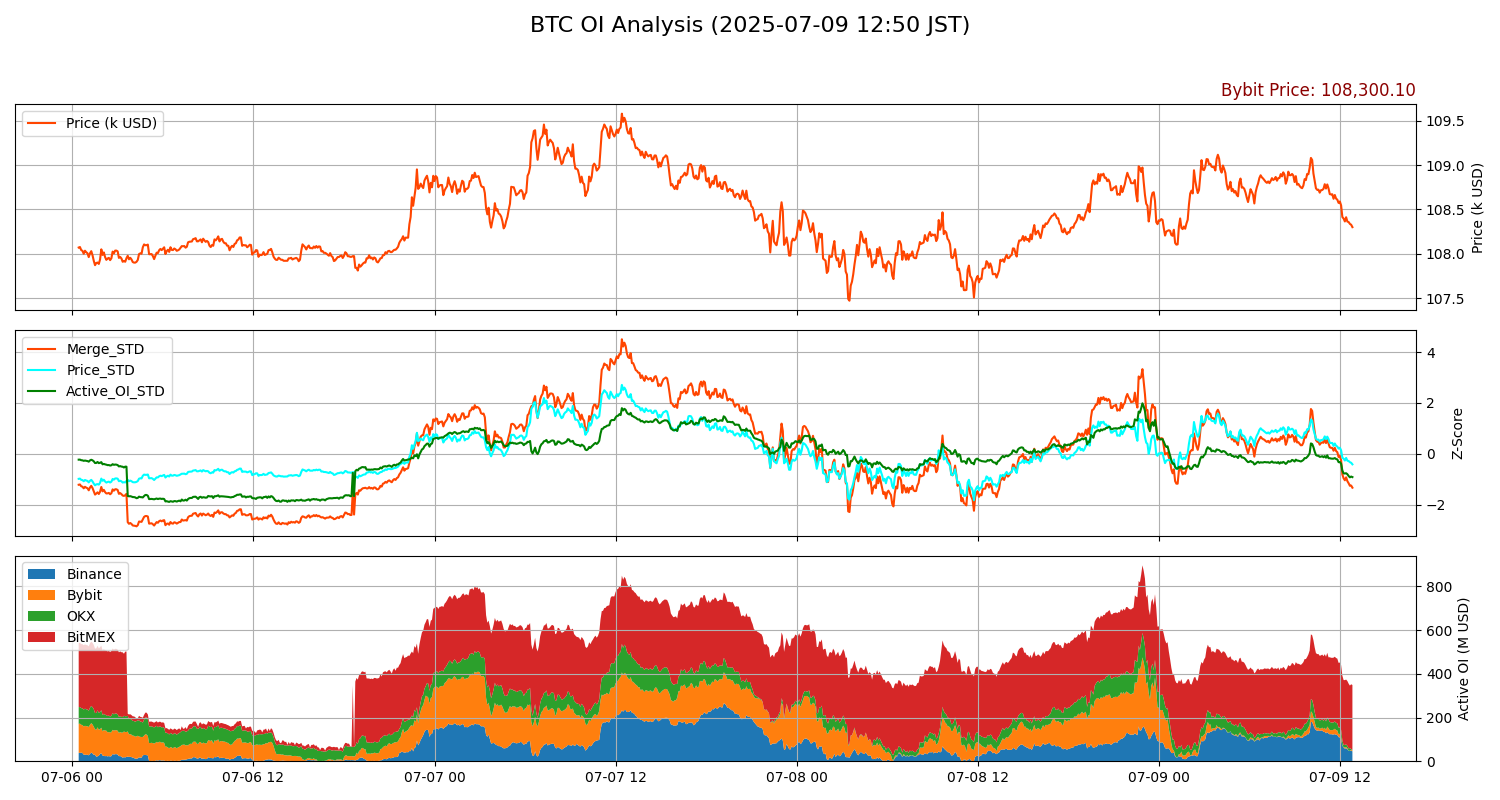 BTC OI Analysis (2025-07-09 12:50 JST)
Bybit Price: 108,300.10
Price (k USD)
109.5
109.0
108.5
108.0
107.5
Price (k USD)
Merge_STD
Price_STD
Active_OI_STD
4
2
0
−2
Z-Score
Binance
Bybit
OKX
BitMEX
800
600
400
200
0
Active OI (M USD)
07-06 00
07-06 12
07-07 00
07-07 12
07-08 00
07-08 12
07-09 00
07-09 12